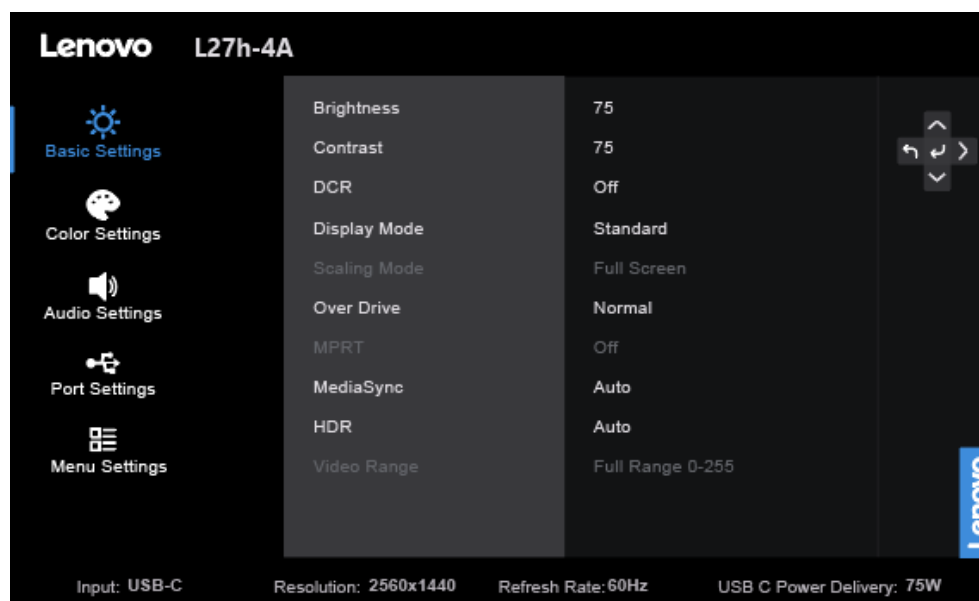 Lenovo L27h-4A
Basic Settings
Color Settings
Audio Settings
Port Settings
Menu Settings
Brightness 75
Contrast 75
DCR Off
Display Mode Standard
Scaling Mode Full Screen
Over Drive Normal
MPRT Off
MediaSync Auto
HDR Auto
Video Range Full Range 0-255
Lenovo
Input: USB-C Resolution: 2560x1440 Refresh Rate: 60Hz USB C Power Delivery: 75W